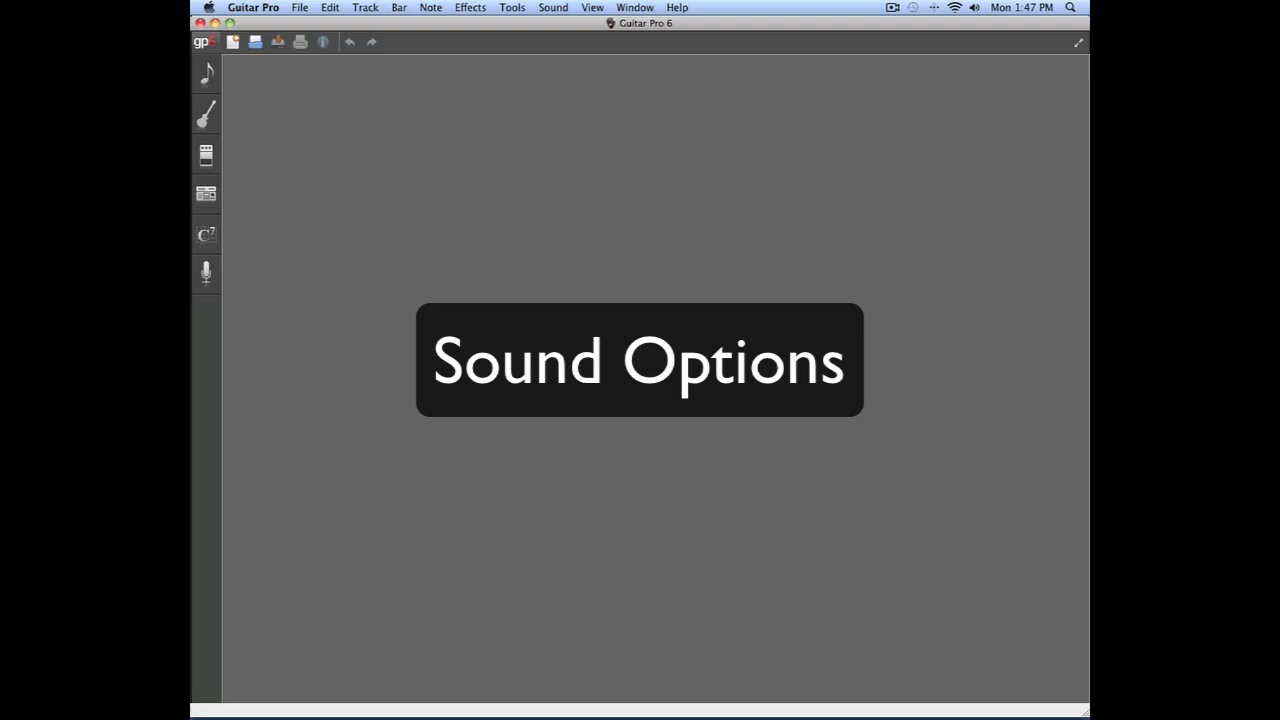 Guitar Pro File Edit Track Bar Note Effects Tools Sound View Window Help Mon 1:47 PM
Guitar Pro 6
gp6
C7
Sound Options